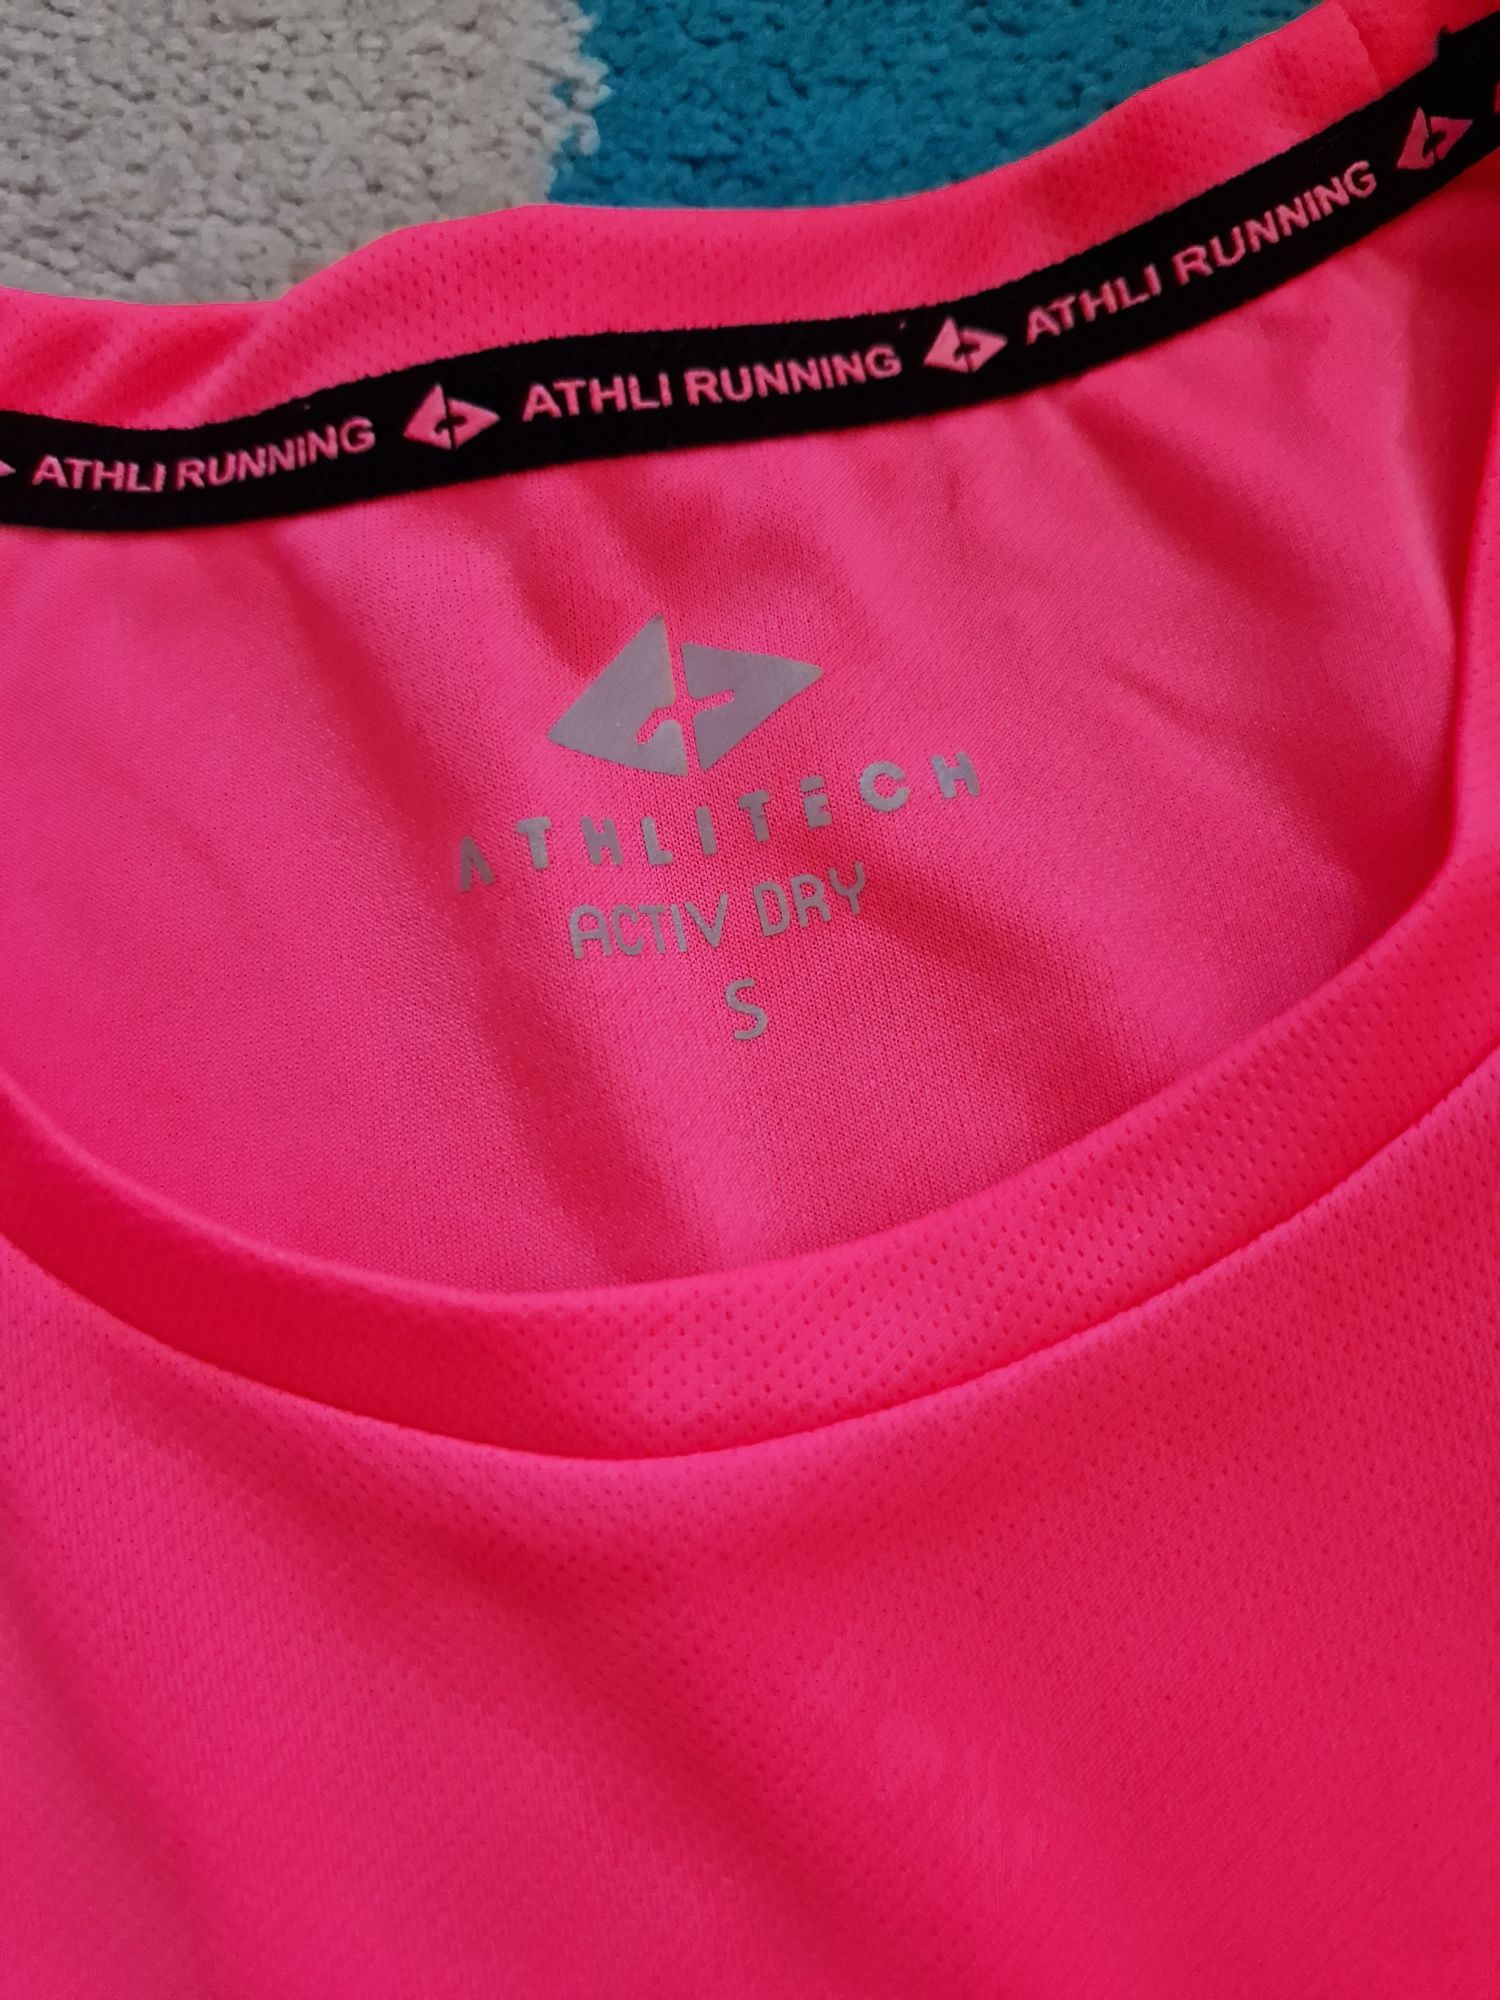 ATHLI RUNNING ATHLI RUNNING ATHLI RUNNING
ATHLITECH
ACTIV DRY
S